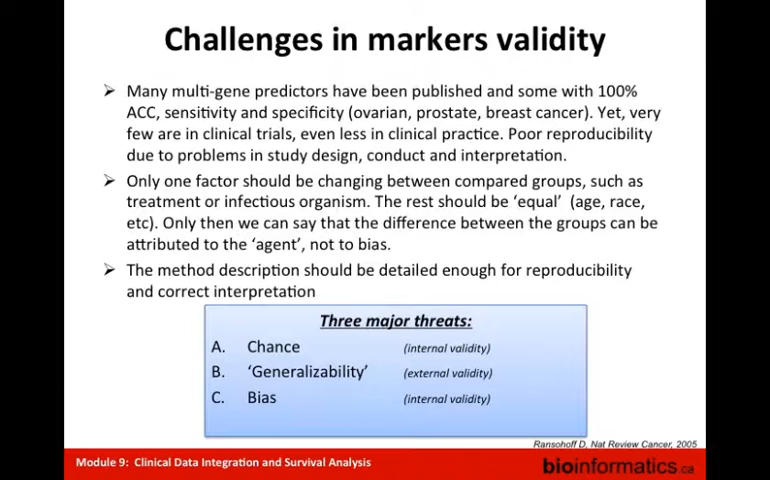 Challenges in markers validity
➢ Many multi-gene predictors have been published and some with 100%
ACC, sensitivity and specificity (ovarian, prostate, breast cancer). Yet, very
few are in clinical trials, even less in clinical practice. Poor reproducibility
due to problems in study design, conduct and interpretation.
➢ Only one factor should be changing between compared groups, such as
treatment or infectious organism. The rest should be ‘equal’ (age, race,
etc). Only then we can say that the difference between the groups can be
attributed to the ‘agent’, not to bias.
➢ The method description should be detailed enough for reproducibility
and correct interpretation
Three major threats:
A. Chance (internal validity)
B. ‘Generalizability’ (external validity)
C. Bias (internal validity)
Ransohoff D, Nat Review Cancer, 2005
Module 9: Clinical Data Integration and Survival Analysis
bioinformatics.ca